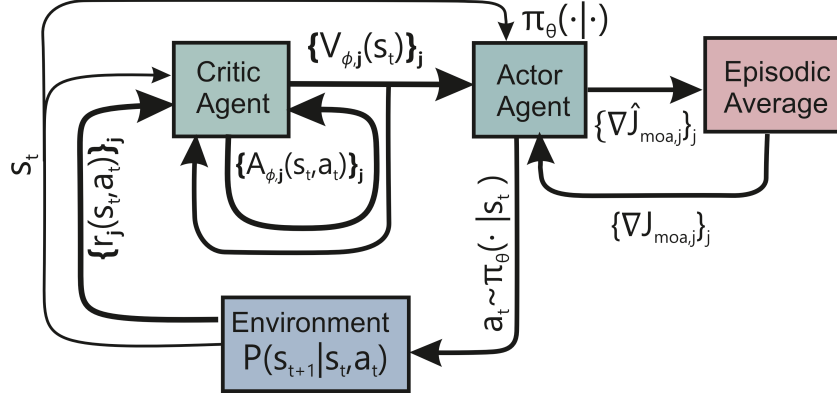 π_θ(·|·)
{V_ϕ,j(s_t)}_j
Critic
Agent
Actor
Agent
Episodic
Average
{∇Ĵ_moa,j}_j
{A_ϕ,j(s_t,a_t)}_j
s_t
{r_j(s_t,a_t)}_j
a_t~π_θ(· |s_t)
{∇J_moa,j}_j
Environment
P(s_t+1|s_t,a_t)